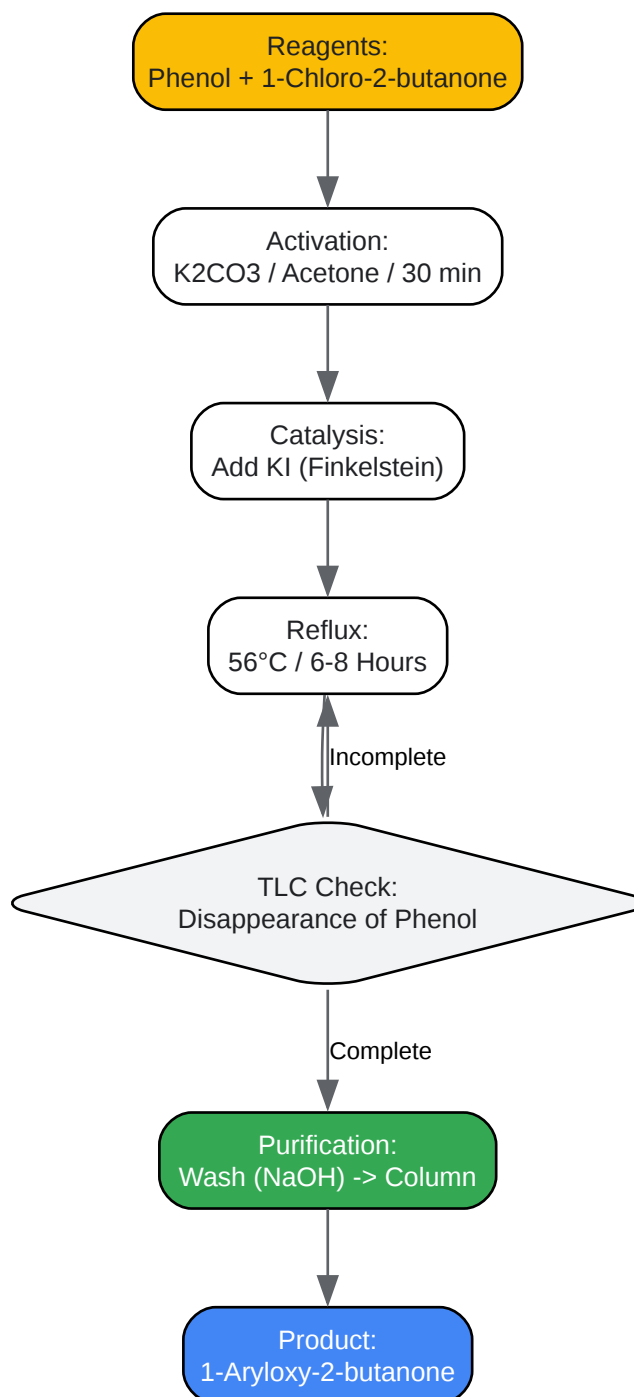 Reagents:
Phenol + 1-Chloro-2-butanone
Activation:
K2CO3 / Acetone / 30 min
Catalysis:
Add KI (Finkelstein)
Reflux:
56°C / 6-8 Hours
Incomplete
TLC Check:
Disappearance of Phenol
Complete
Purification:
Wash (NaOH) -> Column
Product:
1-Aryloxy-2-butanone